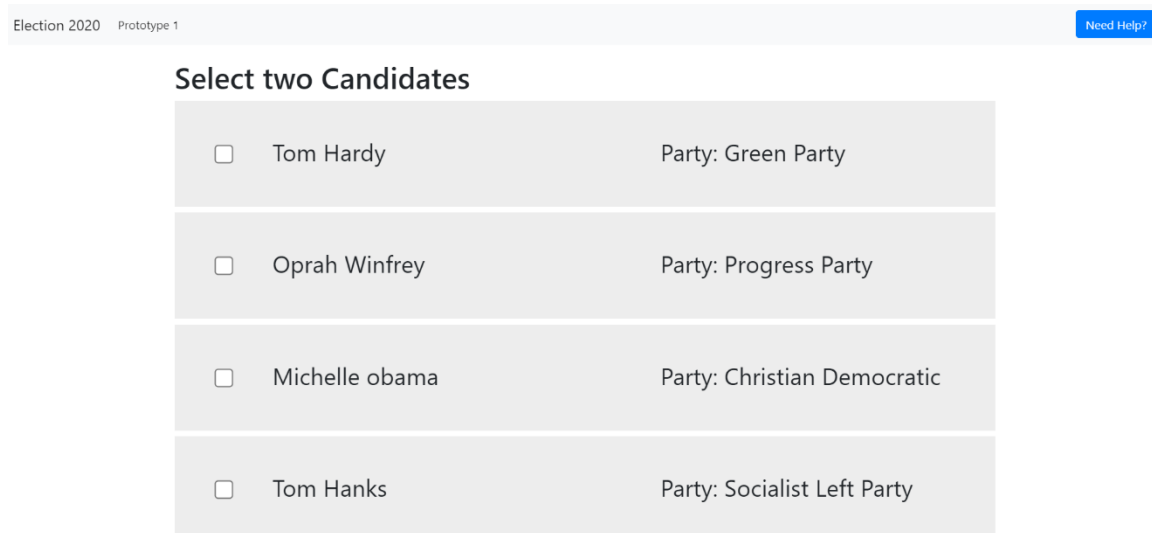 Election 2020 Prototype 1 Need Help?
Select two Candidates
Tom Hardy Party: Green Party
Oprah Winfrey Party: Progress Party
Michelle obama Party: Christian Democratic
Tom Hanks Party: Socialist Left Party